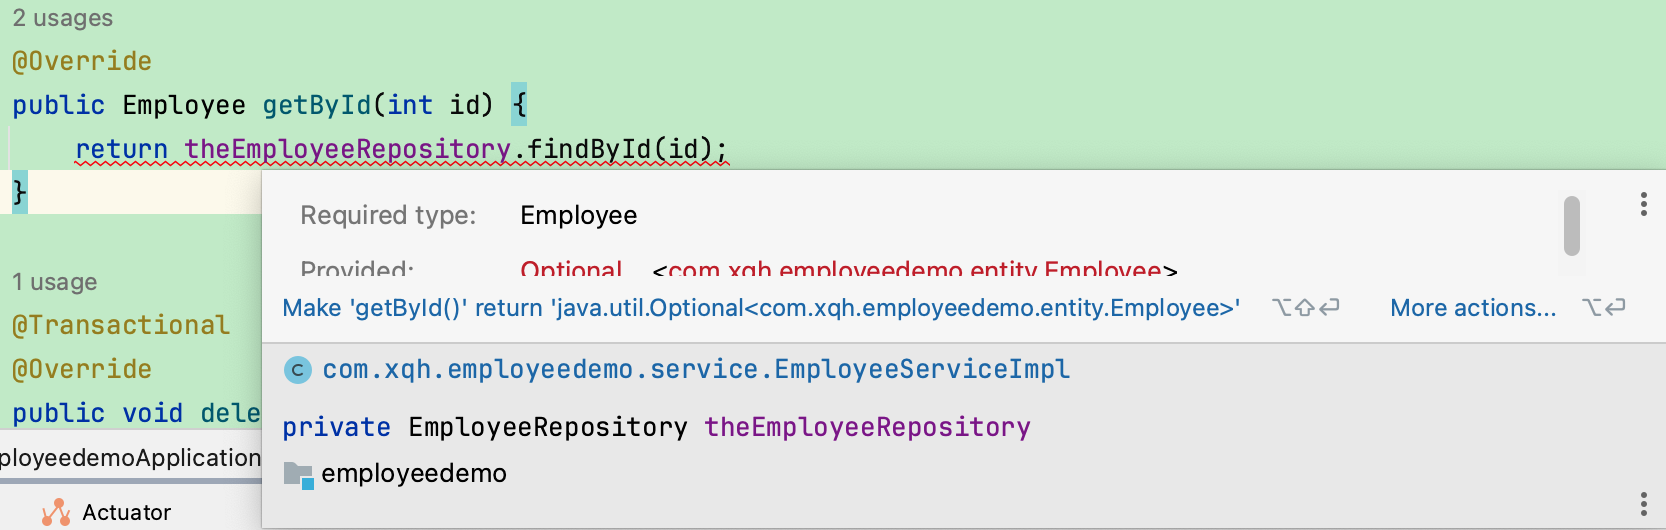 2 usages
@Override
public Employee getById(int id) {
return theEmployeeRepository.findById(id);
}
Required type: Employee
Provided: Optional <com.xqh.employeedemo.entity.Employee>
Make 'getById()' return 'java.util.Optional<com.xqh.employeedemo.entity.Employee>' ⌥⇧⏎ More actions... ⌥⏎
1 usage
@Transactional
@Override
public void dele
C com.xqh.employeedemo.service.EmployeeServiceImpl
private EmployeeRepository theEmployeeRepository
employeedemo
ployeedemoApplication
Actuator